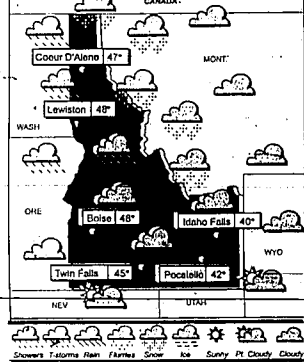 CANADA
Coeur D'Alene 47°
MONT.
Lewiston 48°
WASH
ORE
Boise 48°
Idaho Falls 40°
WYO
Twin Falls 45°
Pocatello 42°
NEV
UTAH
Showers T-storms Rain Flurries Snow Ice Sunny Pt. Cloudy Cloudy